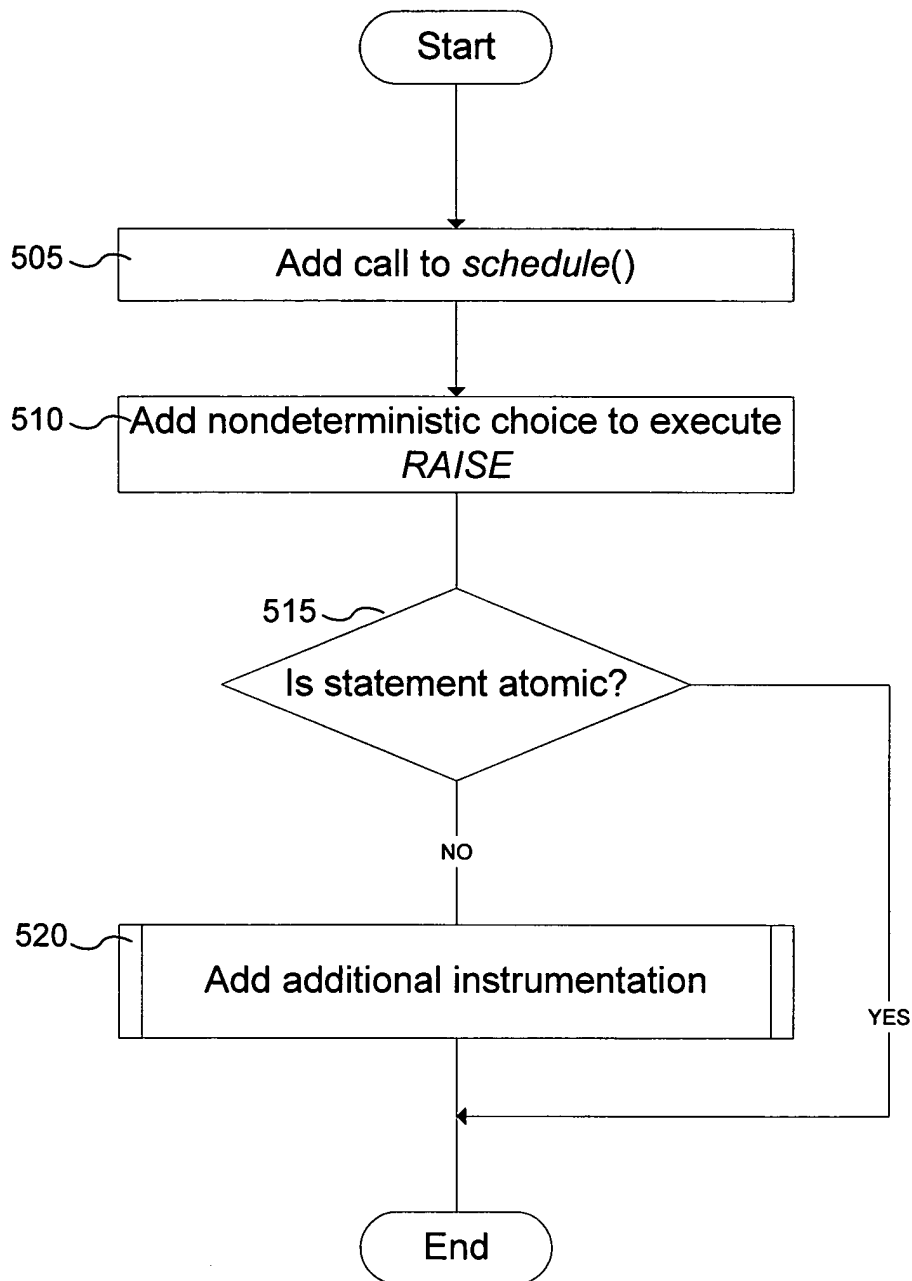 Start
505
Add call to schedule()
510
Add nondeterministic choice to execute
RAISE
515
Is statement atomic?
NO
520
Add additional instrumentation
YES
End